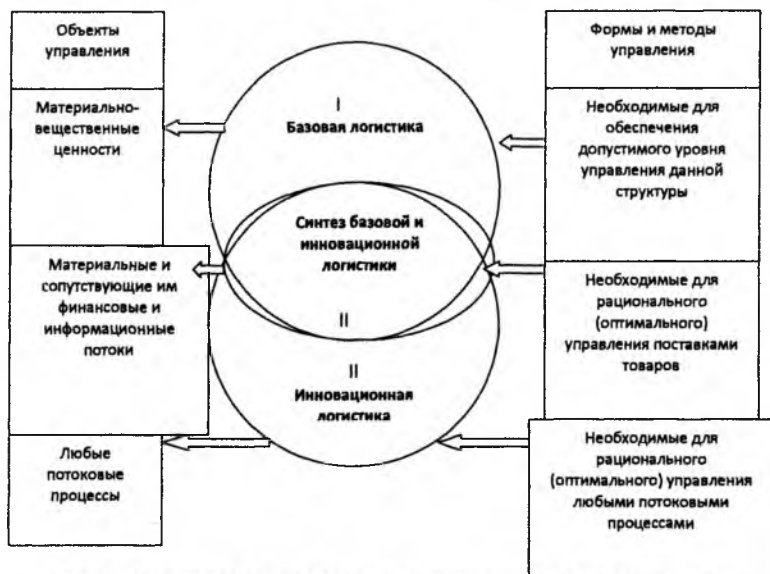 Объекты
управления
Материально-
вещественные
ценности
Материальные и
сопутствующие им
финансовые и
информационные
потоки
Любые
потоковые
процессы
I
Базовая логистика
Синтез базовой и
инновационной
логистики
II
II
Инновационная
логистика
Формы и методы
управления
Необходимые для
обеспечения
допустимого уровня
управления данной
структуры
Необходимые для
рационального
(оптимального)
управления поставками
товаров
Необходимые для
рационального
(оптимального) управления
любыми потоковыми
процессами